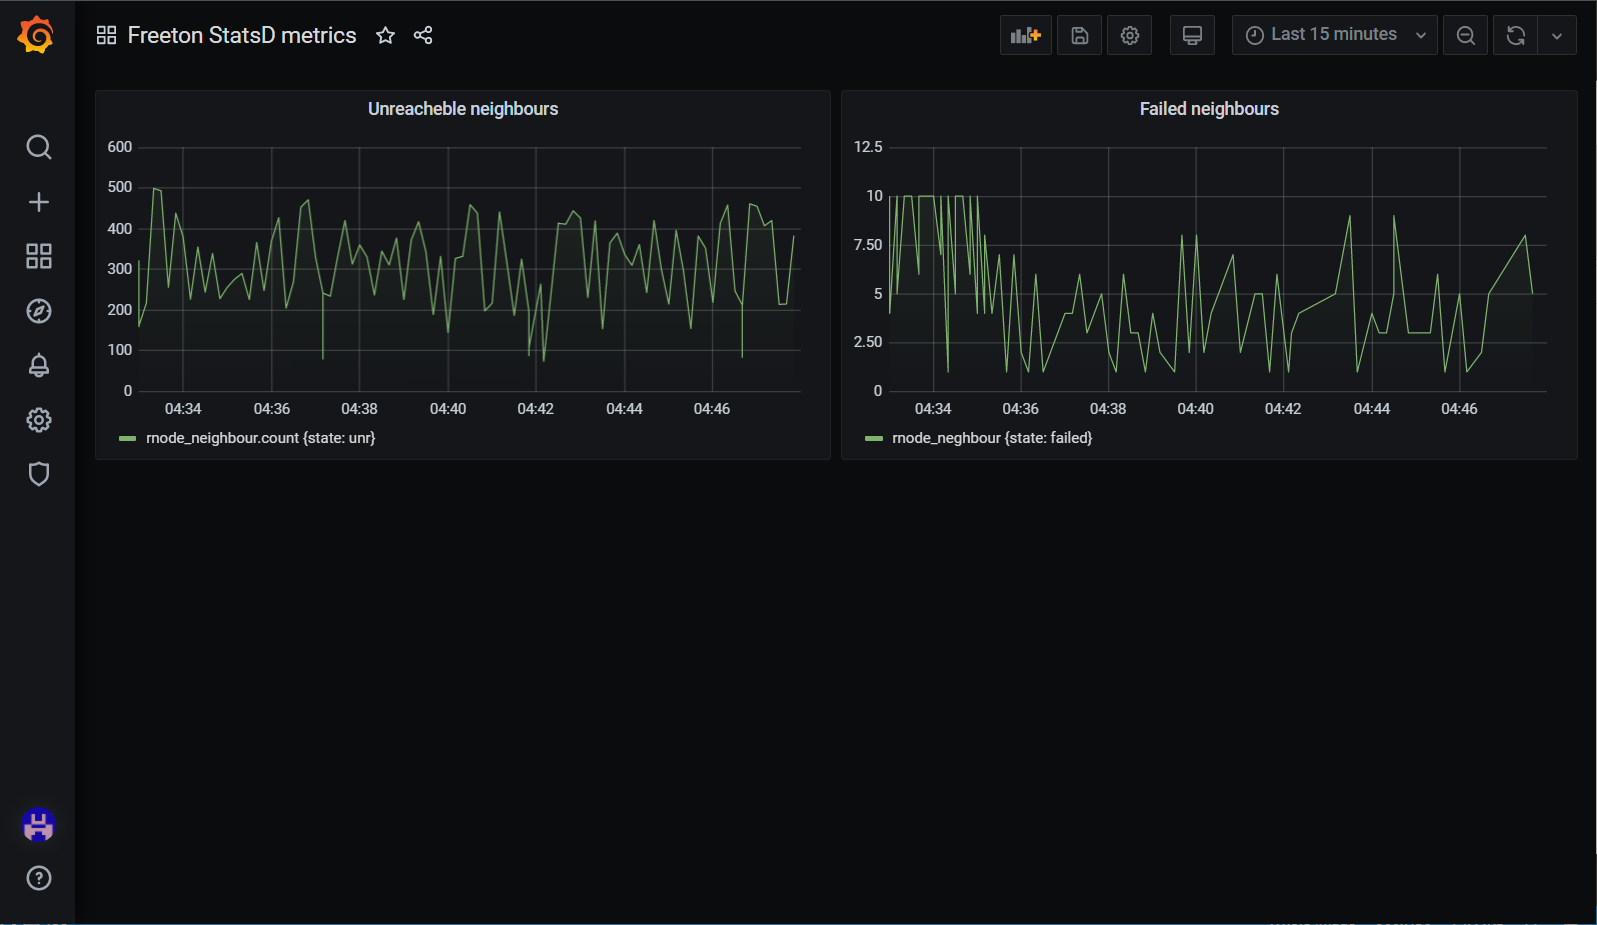 Freeton StatsD metrics
Last 15 minutes
Unreacheble neighbours
600
500
400
300
200
100
0
04:34 04:36 04:38 04:40 04:42 04:44 04:46
rnode_neighbour.count {state: unr}
Failed neighbours
12.5
10
7.50
5
2.50
0
04:34 04:36 04:38 04:40 04:42 04:44 04:46
rnode_neghbour {state: failed}